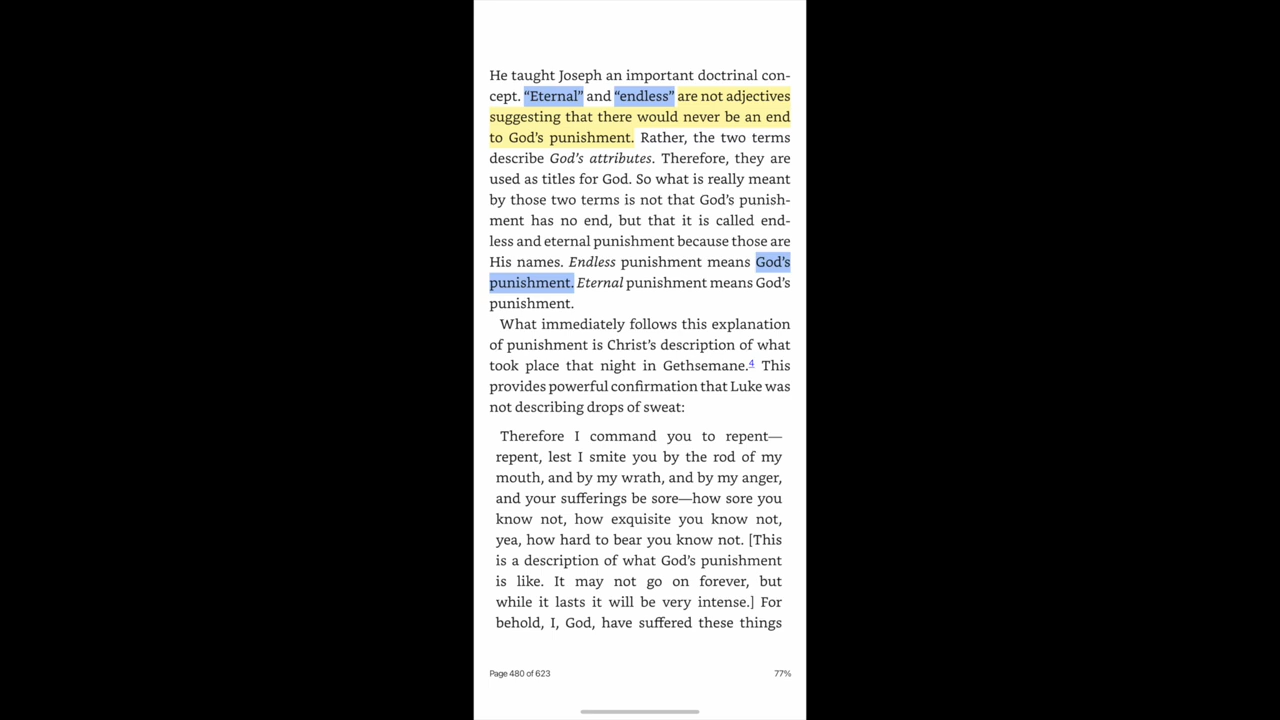 He taught Joseph an important doctrinal con-
cept. “Eternal” and “endless” are not adjectives
suggesting that there would never be an end
to God’s punishment. Rather, the two terms
describe God’s attributes. Therefore, they are
used as titles for God. So what is really meant
by those two terms is not that God’s punish-
ment has no end, but that it is called end-
less and eternal punishment because those are
His names. Endless punishment means God’s
punishment. Eternal punishment means God’s
punishment.
What immediately follows this explanation
of punishment is Christ’s description of what
took place that night in Gethsemane.4 This
provides powerful confirmation that Luke was
not describing drops of sweat:
Therefore I command you to repent—
repent, lest I smite you by the rod of my
mouth, and by my wrath, and by my anger,
and your sufferings be sore—how sore you
know not, how exquisite you know not,
yea, how hard to bear you know not. [This
is a description of what God’s punishment
is like. It may not go on forever, but
while it lasts it will be very intense.] For
behold, I, God, have suffered these things
Page 480 of 623
77%